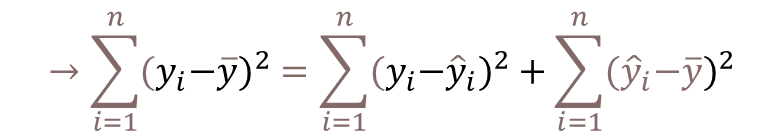 → ∑_{i=1}^{n} (y_i − ȳ)² = ∑_{i=1}^{n} (y_i − ŷ_i)² + ∑_{i=1}^{n} (ŷ_i − ȳ)²